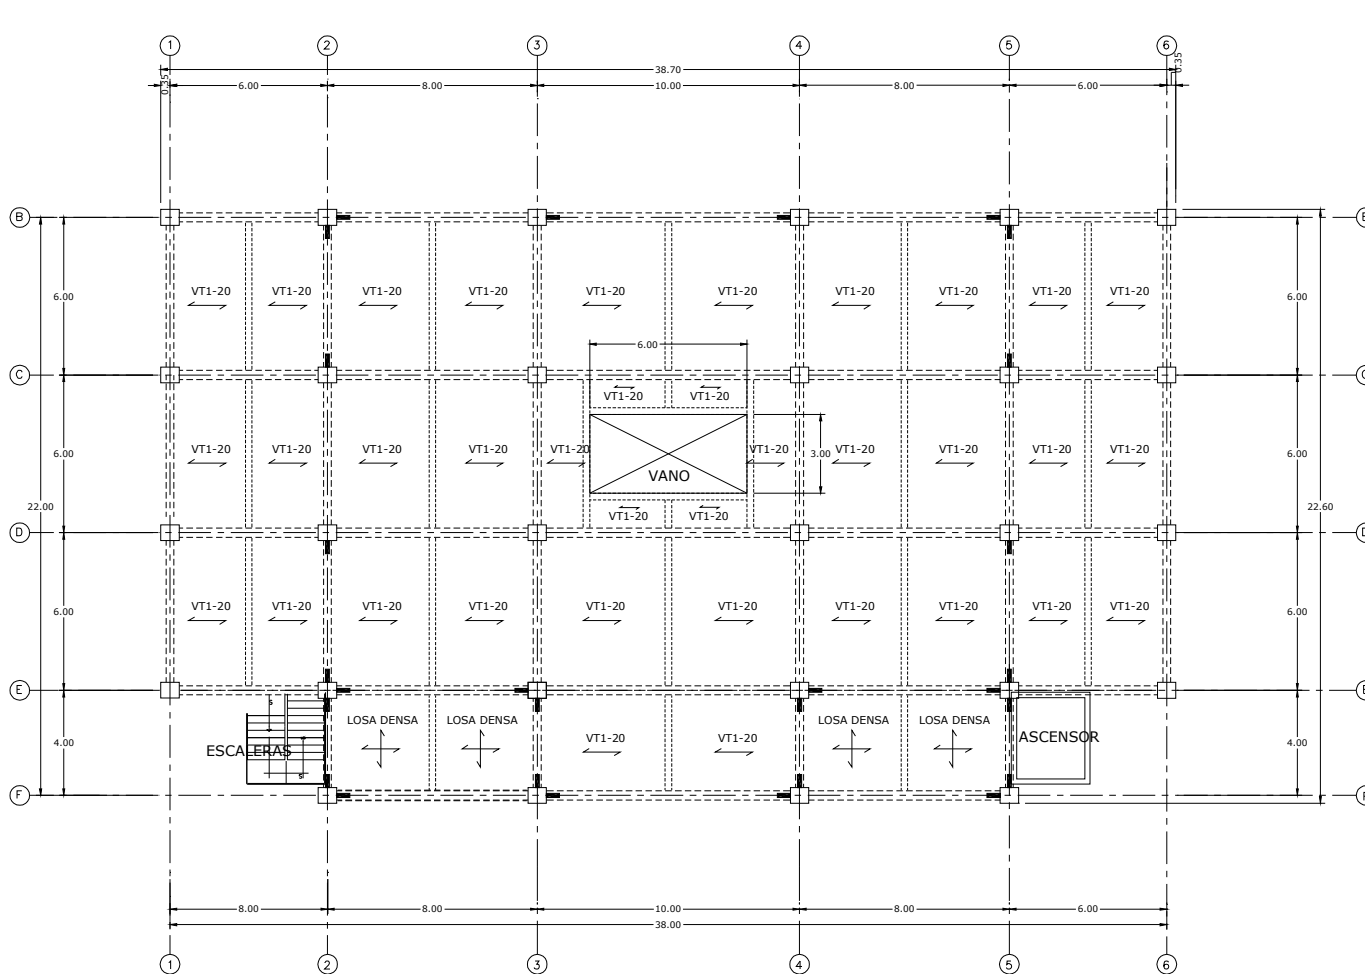 1 2 3 4 5 6
38.70
0.35 6.00 8.00 10.00 8.00 6.00 0.35
B
VT1-20 VT1-20 VT1-20 VT1-20 VT1-20 VT1-20 VT1-20 VT1-20 VT1-20 VT1-20
6.00 6.00
6.00
C
VT1-20 VT1-20
VT1-20 VT1-20 VT1-20 VT1-20 VT1-20 VT1-20 VT1-20 VT1-20 VT1-20 VT1-20
6.00 3.00 6.00
VANO
22.00 22.60
VT1-20 VT1-20
D D
VT1-20 VT1-20 VT1-20 VT1-20 VT1-20 VT1-20 VT1-20 VT1-20 VT1-20 VT1-20
6.00 6.00
E
S
LOSA DENSA LOSA DENSA LOSA DENSA LOSA DENSA
VT1-20 VT1-20
4.00 ESCALERAS ASCENSOR 4.00
S
F
8.00 8.00 10.00 8.00 6.00
38.00
1 2 3 4 5 6